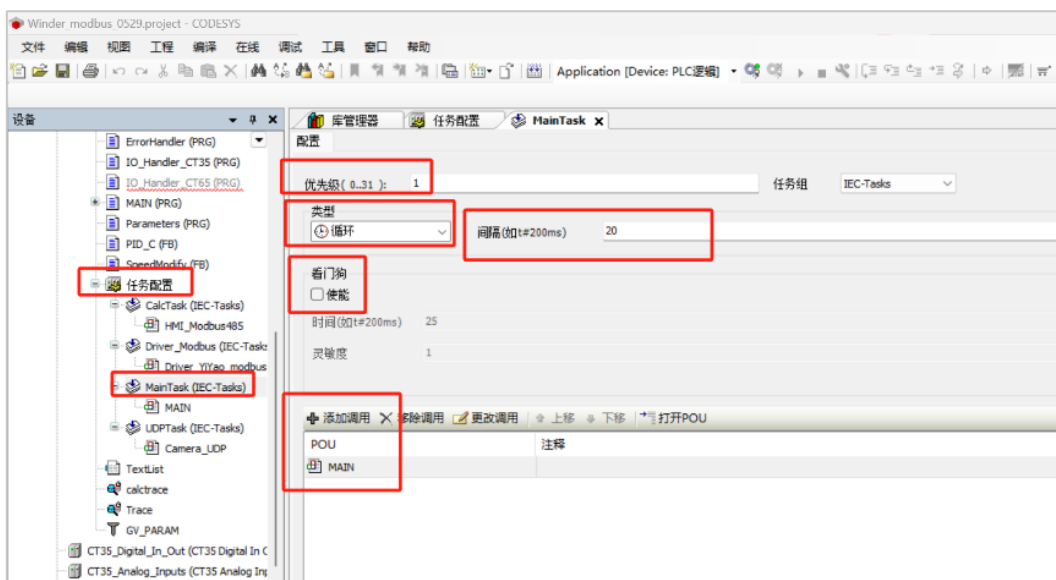 Winder_modbus_0529.project - CODESYS
文件 编辑 视图 工程 编译 在线 调试 工具 窗口 帮助
Application [Device: PLC逻辑]
设备
库管理器 任务配置 MainTask
配置
ErrorHandler (PRG)
IO_Handler_CT35 (PRG)
IO_Handler_CT65 (PRG)
MAIN (PRG)
Parameters (PRG)
PID_C (FB)
SpeedModify (FB)
任务配置
CalcTask (IEC-Tasks)
HMI_Modbus485
Driver_Modbus (IEC-Tasks
Driver_YiYao_modbus
MainTask (IEC-Tasks)
MAIN
UDPTask (IEC-Tasks)
Camera_UDP
TextList
calctrace
Trace
GV_PARAM
CT35_Digital_In_Out (CT35 Digital In O
CT35_Analog_Inputs (CT35 Analog Inp
优先级( 0..31 ): 1 任务组 IEC-Tasks
类型
循环 间隔(如t#200ms) 20
看门狗
使能
时间(如t#200ms) 25
灵敏度 1
添加调用 移除调用 更改调用 上移 下移 打开POU
POU 注释
MAIN